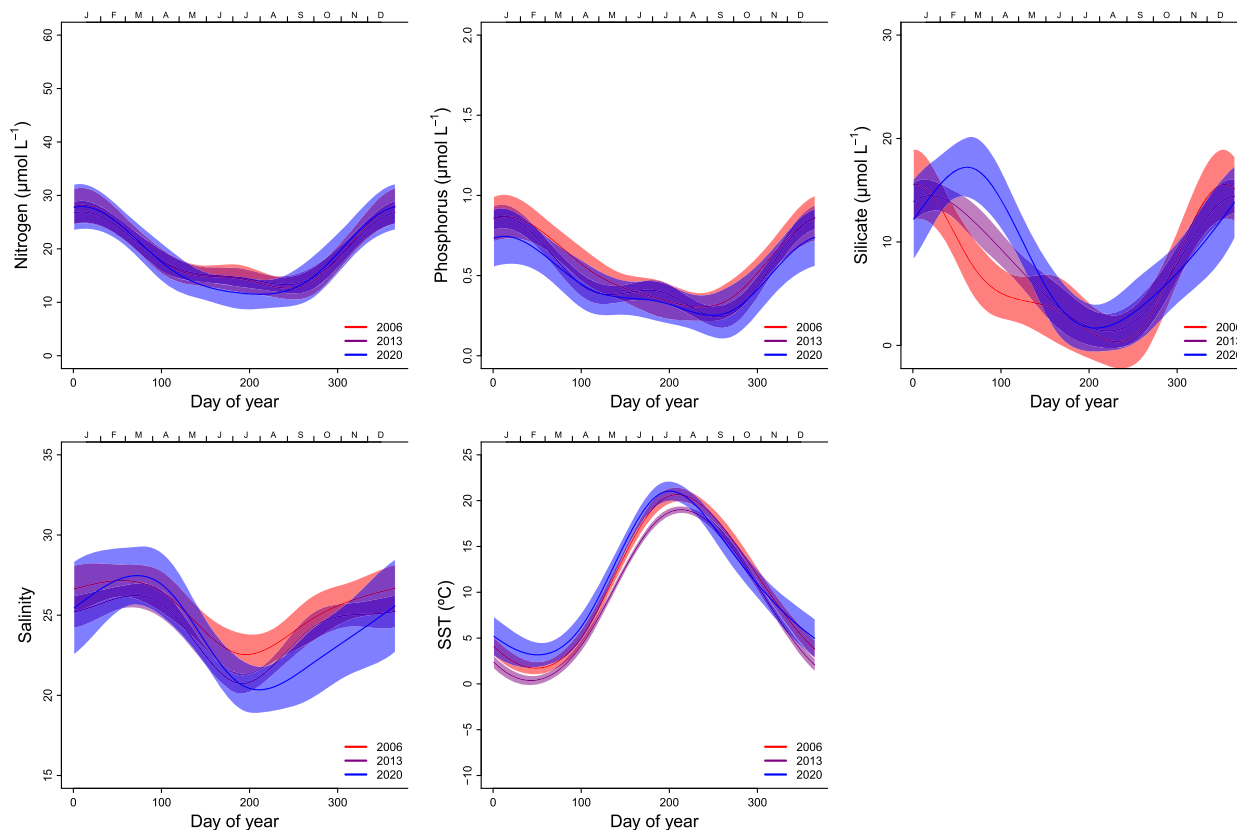 J F M A M J J A S O N D
60
50
40
30
20
10
0
Nitrogen (µmol L−1)
2006
2013
2020
0 100 200 300
Day of year
J F M A M J J A S O N D
2.0
1.5
1.0
0.5
0.0
Phosphorus (µmol L−1)
2006
2013
2020
0 100 200 300
Day of year
J F M A M J J A S O N D
30
20
10
0
Silicate (µmol L−1)
2006
2013
2020
0 100 200 300
Day of year
J F M A M J J A S O N D
35
30
25
20
15
Salinity
2006
2013
2020
0 100 200 300
Day of year
J F M A M J J A S O N D
25
20
15
10
5
0
−5
−10
SST (ºC)
2006
2013
2020
0 100 200 300
Day of year